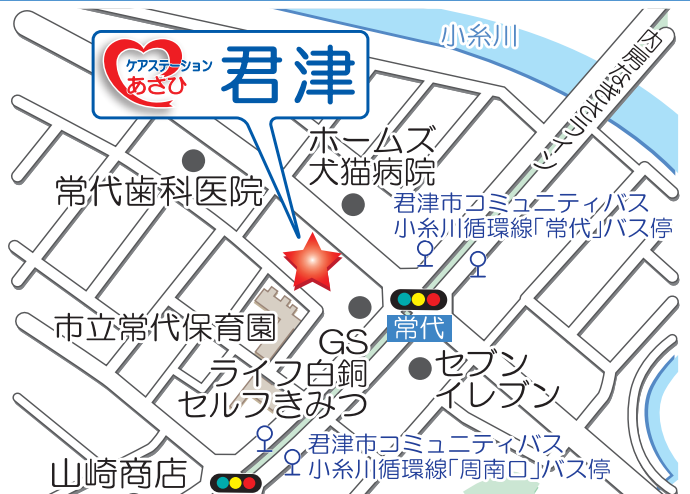 小糸川
内房なぎさライン
ケアステーション
あさひ
君津
ホームズ
犬猫病院
常代歯科医院
君津市コミュニティバス
小糸川循環線「常代」バス停
市立常代保育園
常代
GS
ライフ白銅
セルフきみつ
セブン
イレブン
君津市コミュニティバス
小糸川循環線「周南口」バス停
山崎商店